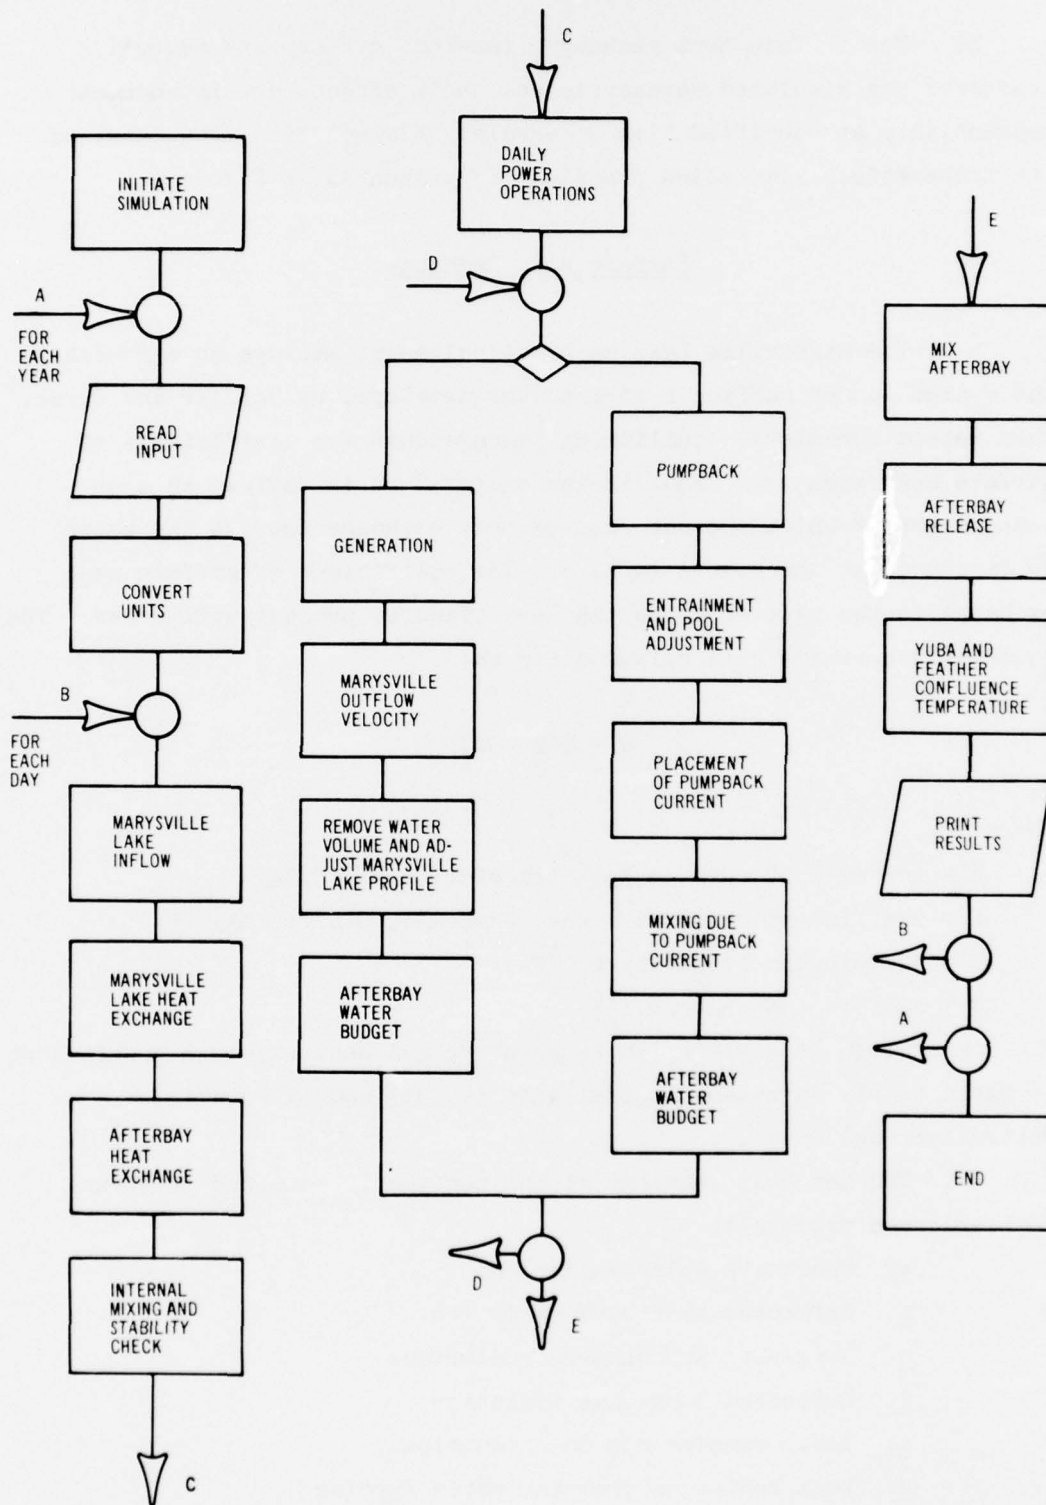 INITIATE
SIMULATION
A
FOR
EACH
YEAR
READ
INPUT
CONVERT
UNITS
B
FOR
EACH
DAY
MARYSVILLE
LAKE
INFLOW
MARYSVILLE
LAKE HEAT
EXCHANGE
AFTERBAY
HEAT
EXCHANGE
INTERNAL
MIXING AND
STABILITY
CHECK
C
C
DAILY
POWER
OPERATIONS
D
GENERATION
MARYSVILLE
OUTFLOW
VELOCITY
REMOVE WATER
VOLUME AND AD-
JUST MARYSVILLE
LAKE PROFILE
AFTERBAY
WATER
BUDGET
PUMPBACK
ENTRAINMENT
AND POOL
ADJUSTMENT
PLACEMENT
OF PUMPBACK
CURRENT
MIXING DUE
TO PUMPBACK
CURRENT
AFTERBAY
WATER
BUDGET
D
E
E
MIX
AFTERBAY
AFTERBAY
RELEASE
YUBA AND
FEATHER
CONFLUENCE
TEMPERATURE
PRINT
RESULTS
B
A
END